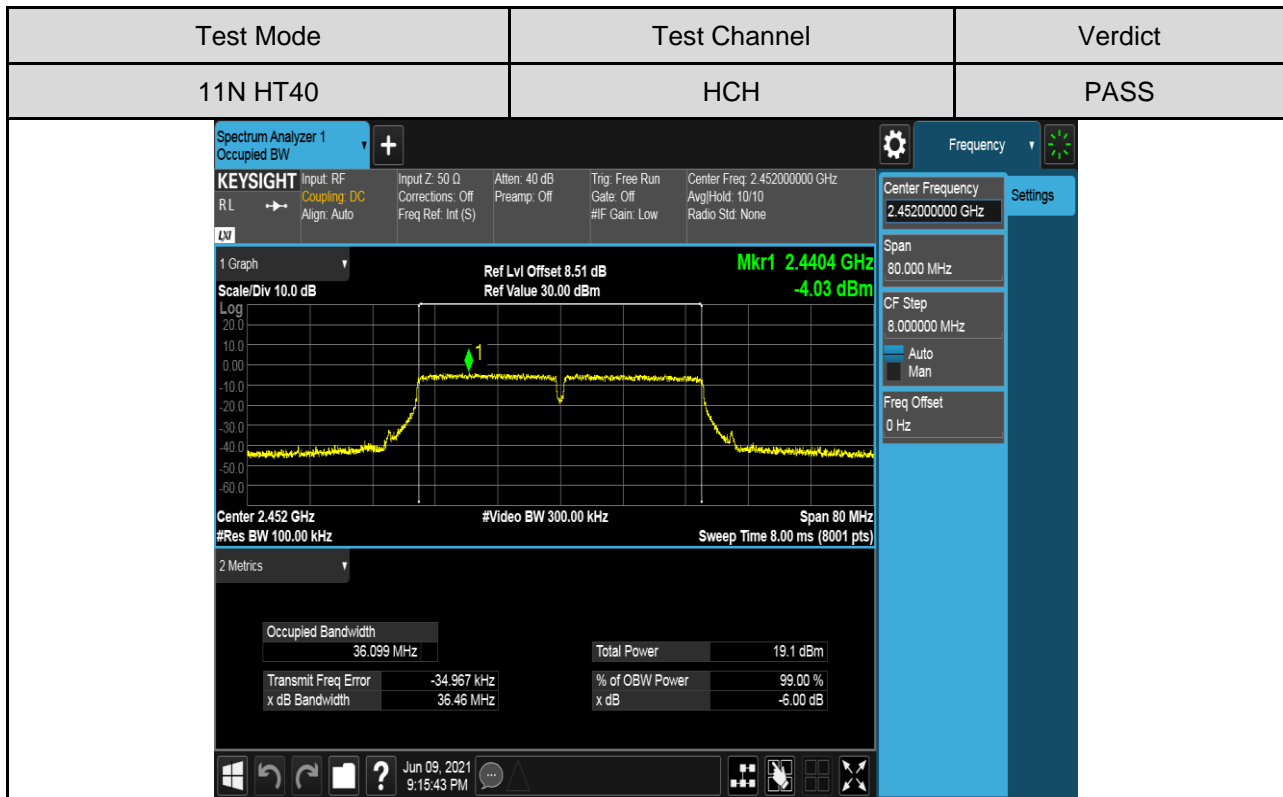 Test Mode Test Channel Verdict
11N HT40 HCH PASS
Spectrum Analyzer 1
Occupied BW
+
Frequency
KEYSIGHT Input: RF Input Z: 50 Ω Atten: 40 dB Trig: Free Run Center Freq: 2.452000000 GHz
RL Coupling: DC Corrections: Off Preamp: Off Gate: Off Avg|Hold: 10/10
Align: Auto Freq Ref: Int (S) #IF Gain: Low Radio Std: None
LXI
Center Frequency
2.452000000 GHz
Settings
Span
80.000 MHz
CF Step
8.000000 MHz
Auto
Man
Freq Offset
0 Hz
1 Graph Ref Lvl Offset 8.51 dB Mkr1 2.4404 GHz
Scale/Div 10.0 dB Ref Value 30.00 dBm -4.03 dBm
Log
20.0
10.0
0.00
-10.0
-20.0
-30.0
-40.0
-50.0
-60.0
1
Center 2.452 GHz #Video BW 300.00 kHz Span 80 MHz
#Res BW 100.00 kHz Sweep Time 8.00 ms (8001 pts)
2 Metrics
Occupied Bandwidth
36.099 MHz Total Power 19.1 dBm
Transmit Freq Error -34.967 kHz % of OBW Power 99.00 %
x dB Bandwidth 36.46 MHz x dB -6.00 dB
? Jun 09, 2021
9:15:43 PM